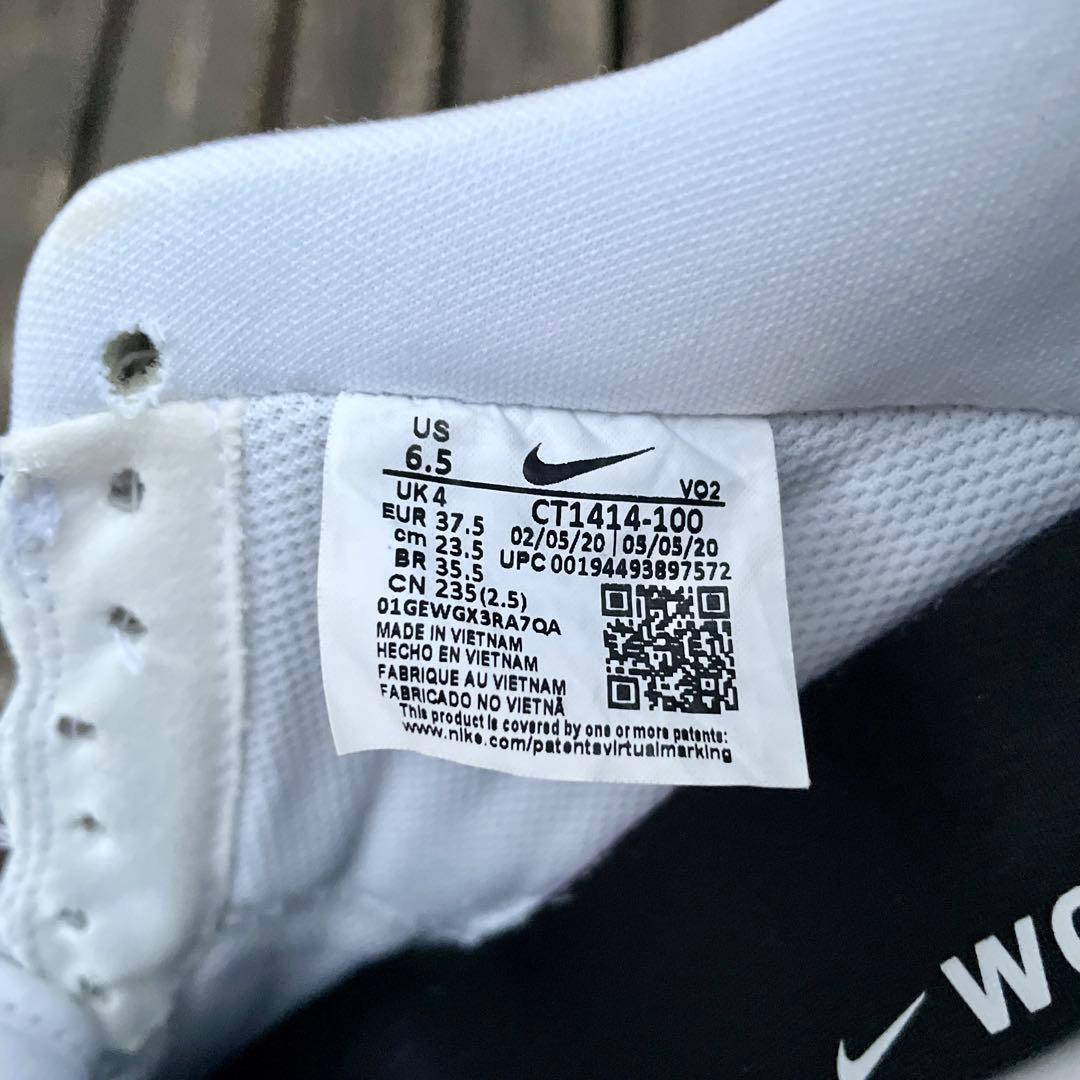 US
6.5
VO2
UK 4
CT1414-100
EUR 37.5
02/05/20 | 05/05/20
cm 23.5
UPC 00194493897572
BR 35.5
CN 235(2.5)
01GEWGX3RA7QA
MADE IN VIETNAM
HECHO EN VIETNAM
FABRIQUE AU VIETNAM
FABRICADO NO VIETNÃ
This product is covered by one or more patents:
www.nike.com/patentsvirtualmarking